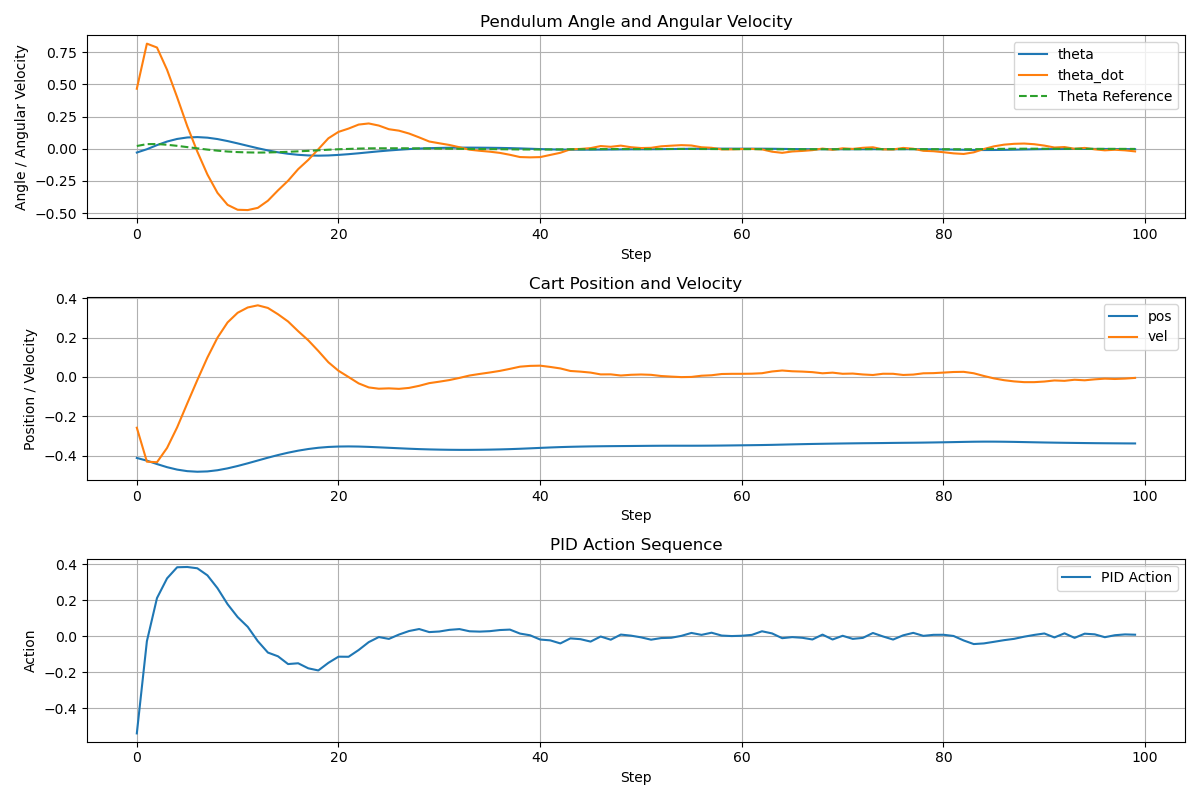 Pendulum Angle and Angular Velocity
Angle / Angular Velocity
0.75
0.50
0.25
0.00
−0.25
−0.50
theta
theta_dot
Theta Reference
0 20 40 60 80 100
Step
Cart Position and Velocity
Position / Velocity
0.4
0.2
0.0
−0.2
−0.4
pos
vel
0 20 40 60 80 100
Step
PID Action Sequence
Action
0.4
0.2
0.0
−0.2
−0.4
PID Action
0 20 40 60 80 100
Step